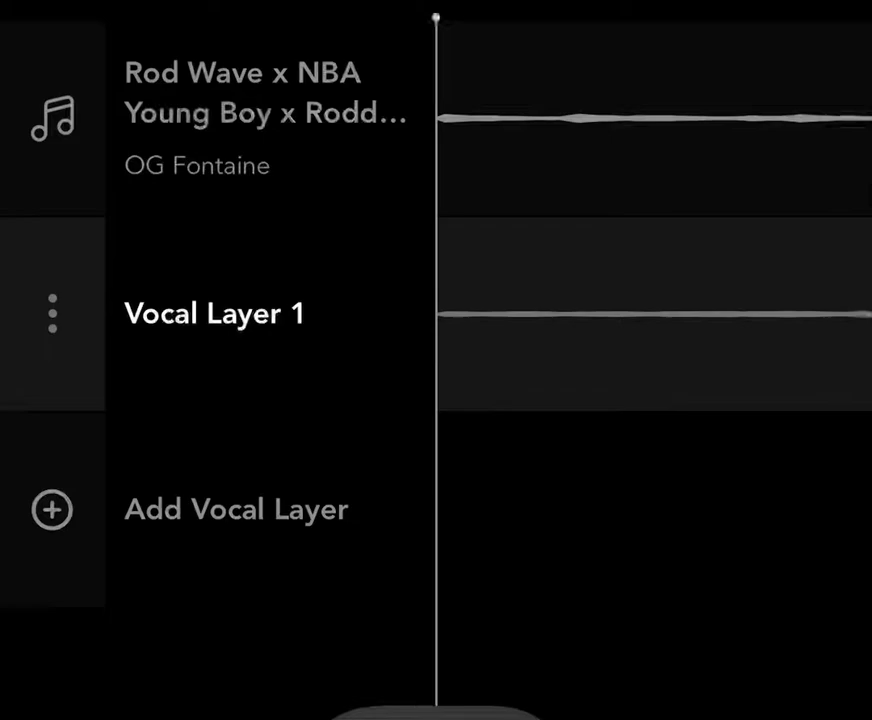 Rod Wave x NBA
Young Boy x Rodd...
OG Fontaine
Vocal Layer 1
Add Vocal Layer